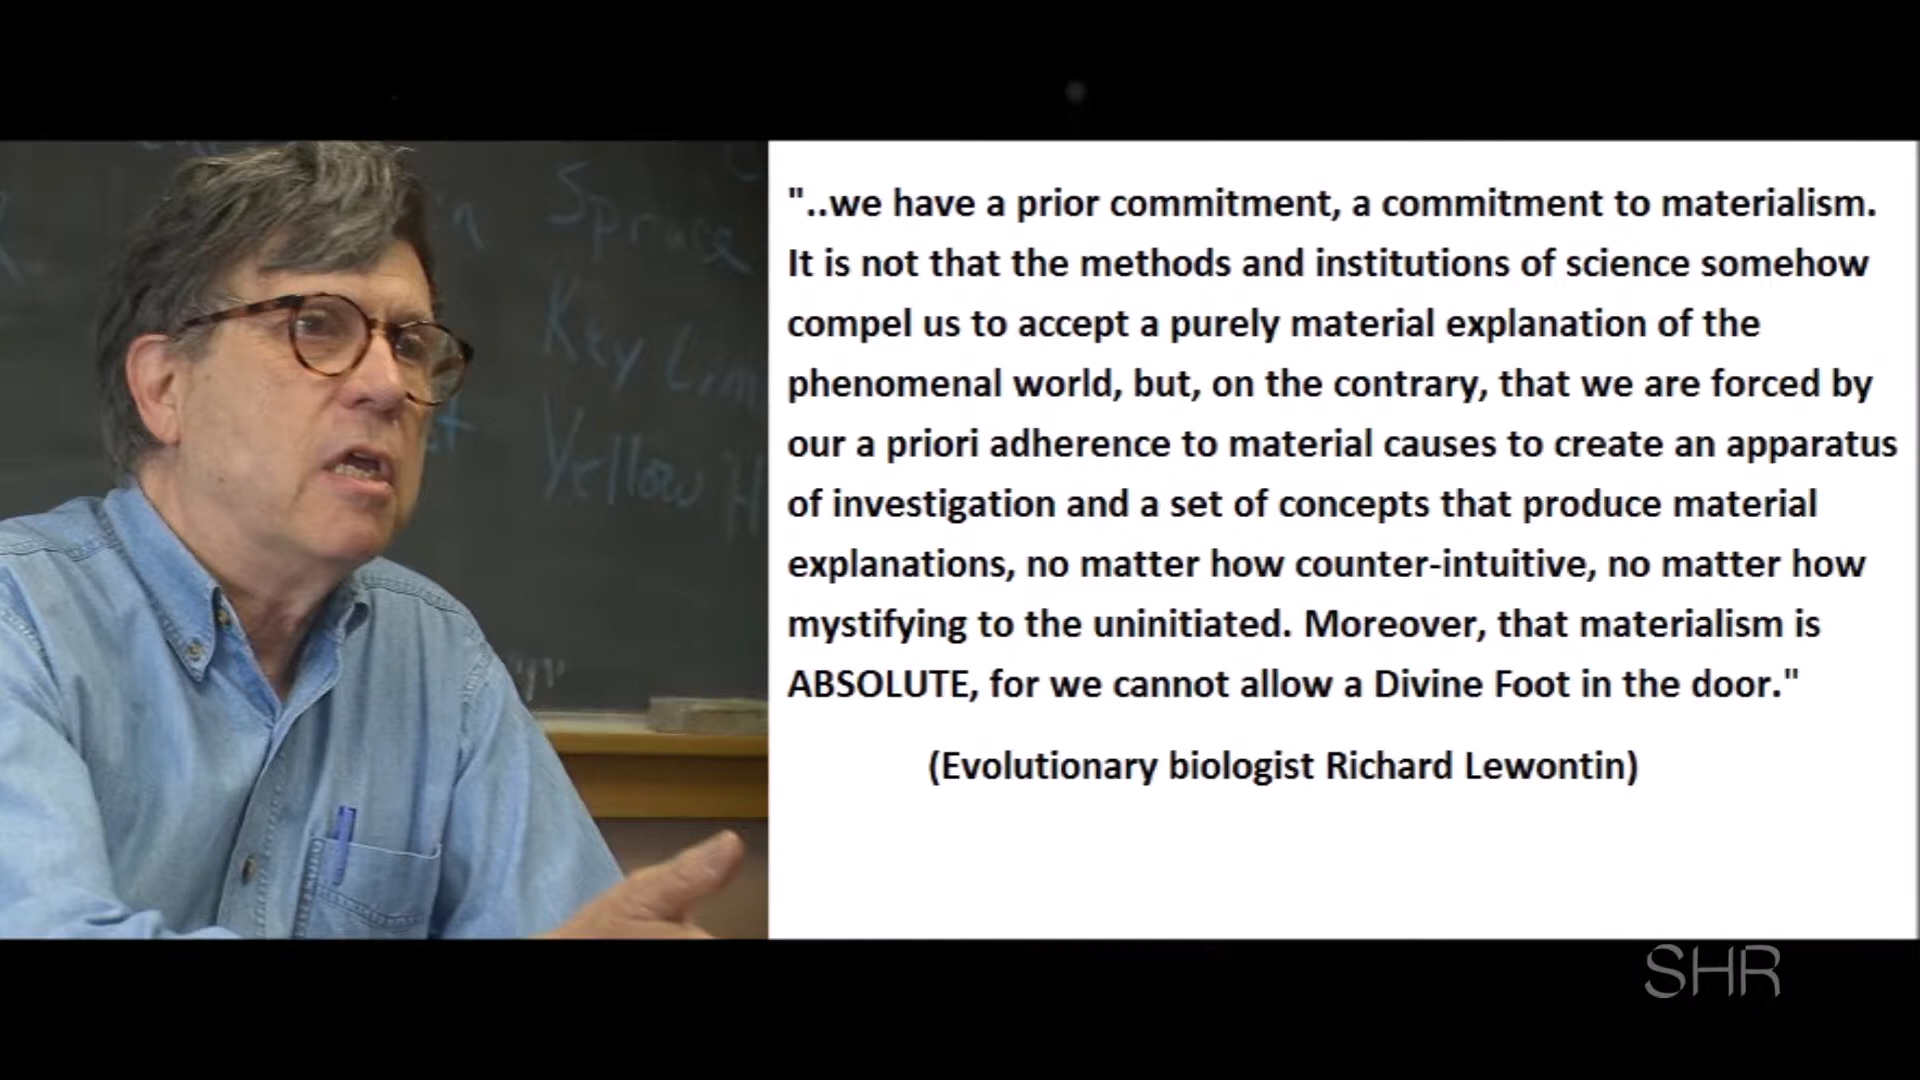 Spruce
Key Lim
Yellow H
"..we have a prior commitment, a commitment to materialism.
It is not that the methods and institutions of science somehow
compel us to accept a purely material explanation of the
phenomenal world, but, on the contrary, that we are forced by
our a priori adherence to material causes to create an apparatus
of investigation and a set of concepts that produce material
explanations, no matter how counter-intuitive, no matter how
mystifying to the uninitiated. Moreover, that materialism is
ABSOLUTE, for we cannot allow a Divine Foot in the door."
(Evolutionary biologist Richard Lewontin)
SHR